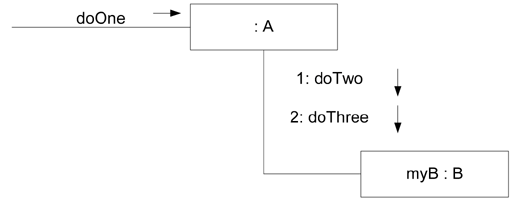 doOne
: A
1: doTwo
2: doThree
myB : B